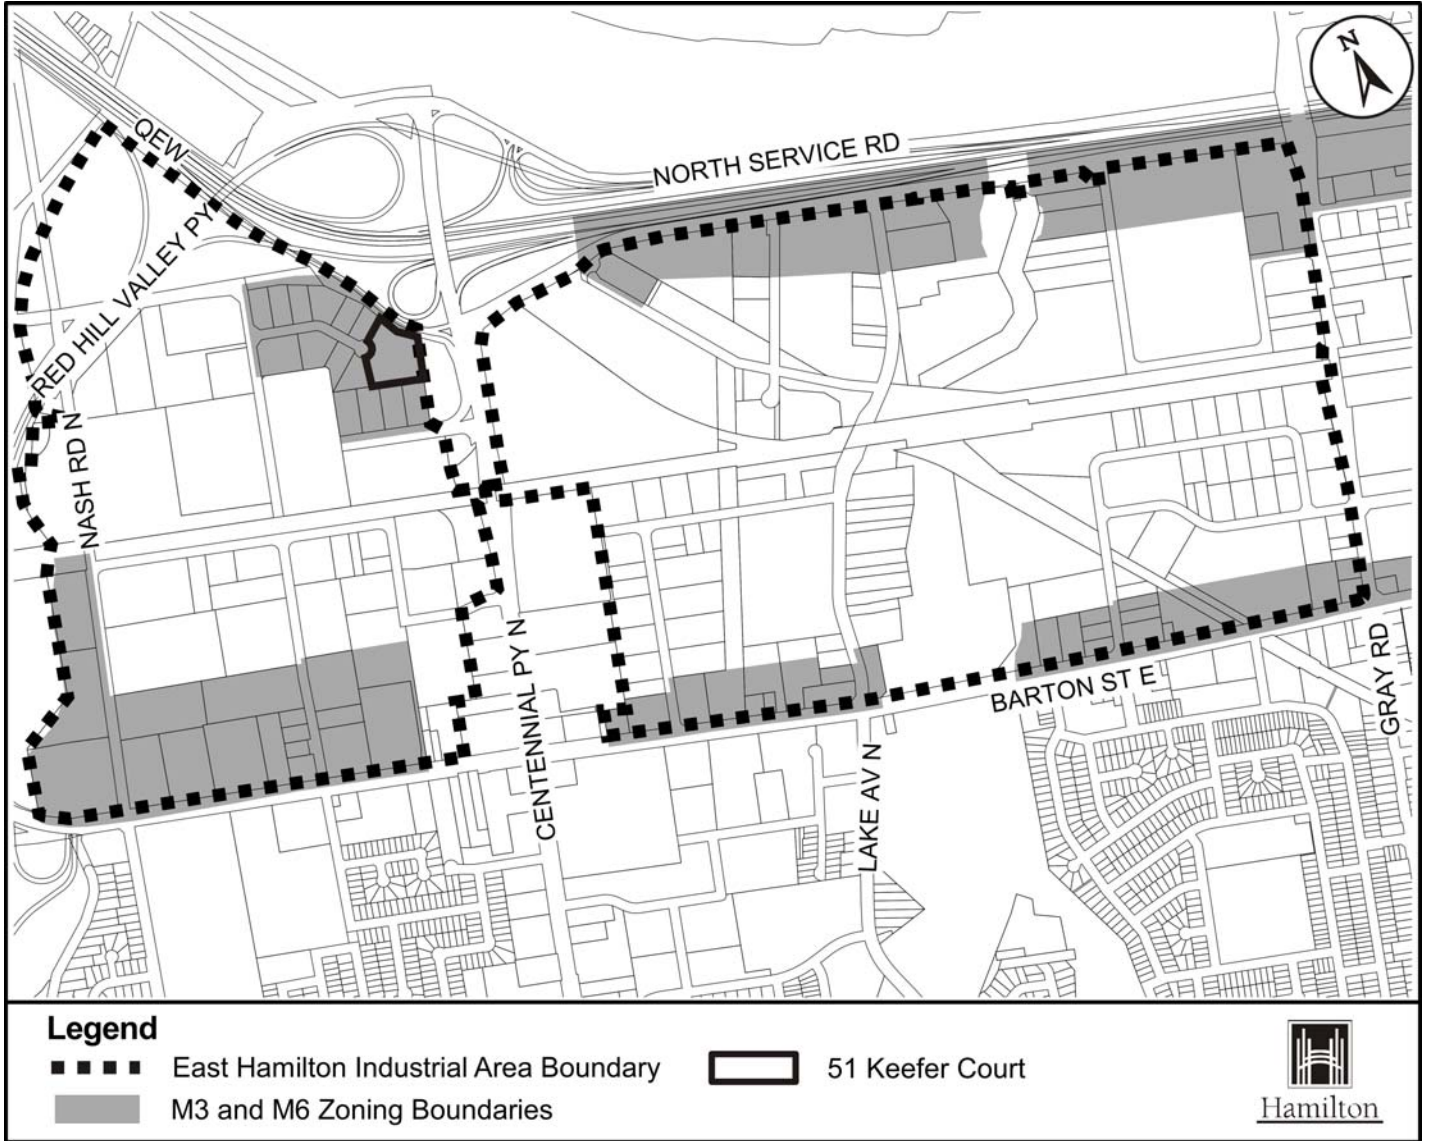 N
QEW
NORTH SERVICE RD
RED HILL VALLEY PY
NASH RD N
CENTENNIAL PY N
BARTON ST E
GRAY RD
LAKE AV N
Legend
East Hamilton Industrial Area Boundary
51 Keefer Court
M3 and M6 Zoning Boundaries
Hamilton